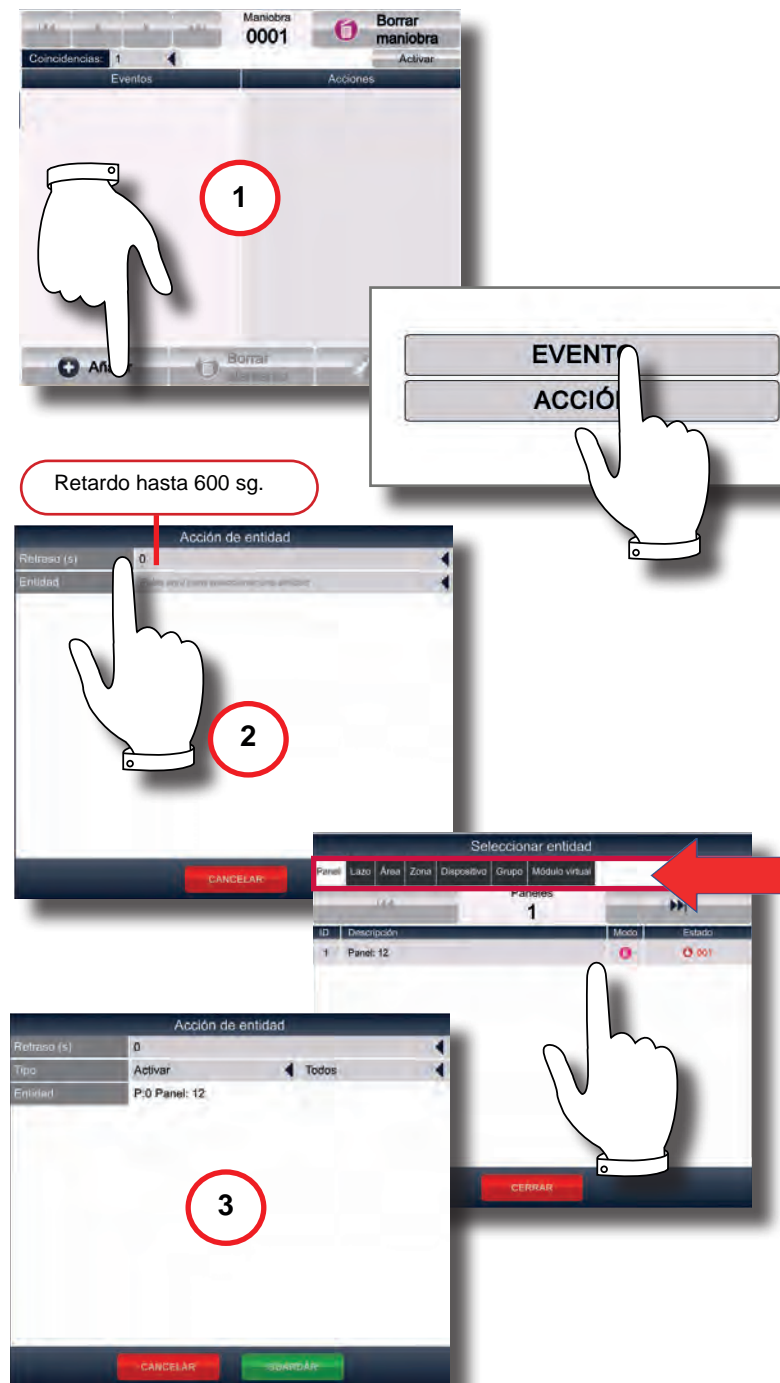 Maniobra
0001
Borrar
maniobra
Coincidencias: 1
Activar
Eventos
Acciones
1
Borrar
EVENTO
Retardo hasta 600 sg.
Acción de entidad
Retraso (s)
0
Entidad
2
CANCELAR
Seleccionar entidad
Panel Lazo Área Zona Dispositivo Grupo Módulo virtual
Paneles
1
ID Descripción Modo Estado
1 Panel: 12 001
CERRAR
Acción de entidad
Retraso (s) 0
Tipo Activar Todos
Entidad P:0 Panel: 12
3
CANCELAR GUARDAR